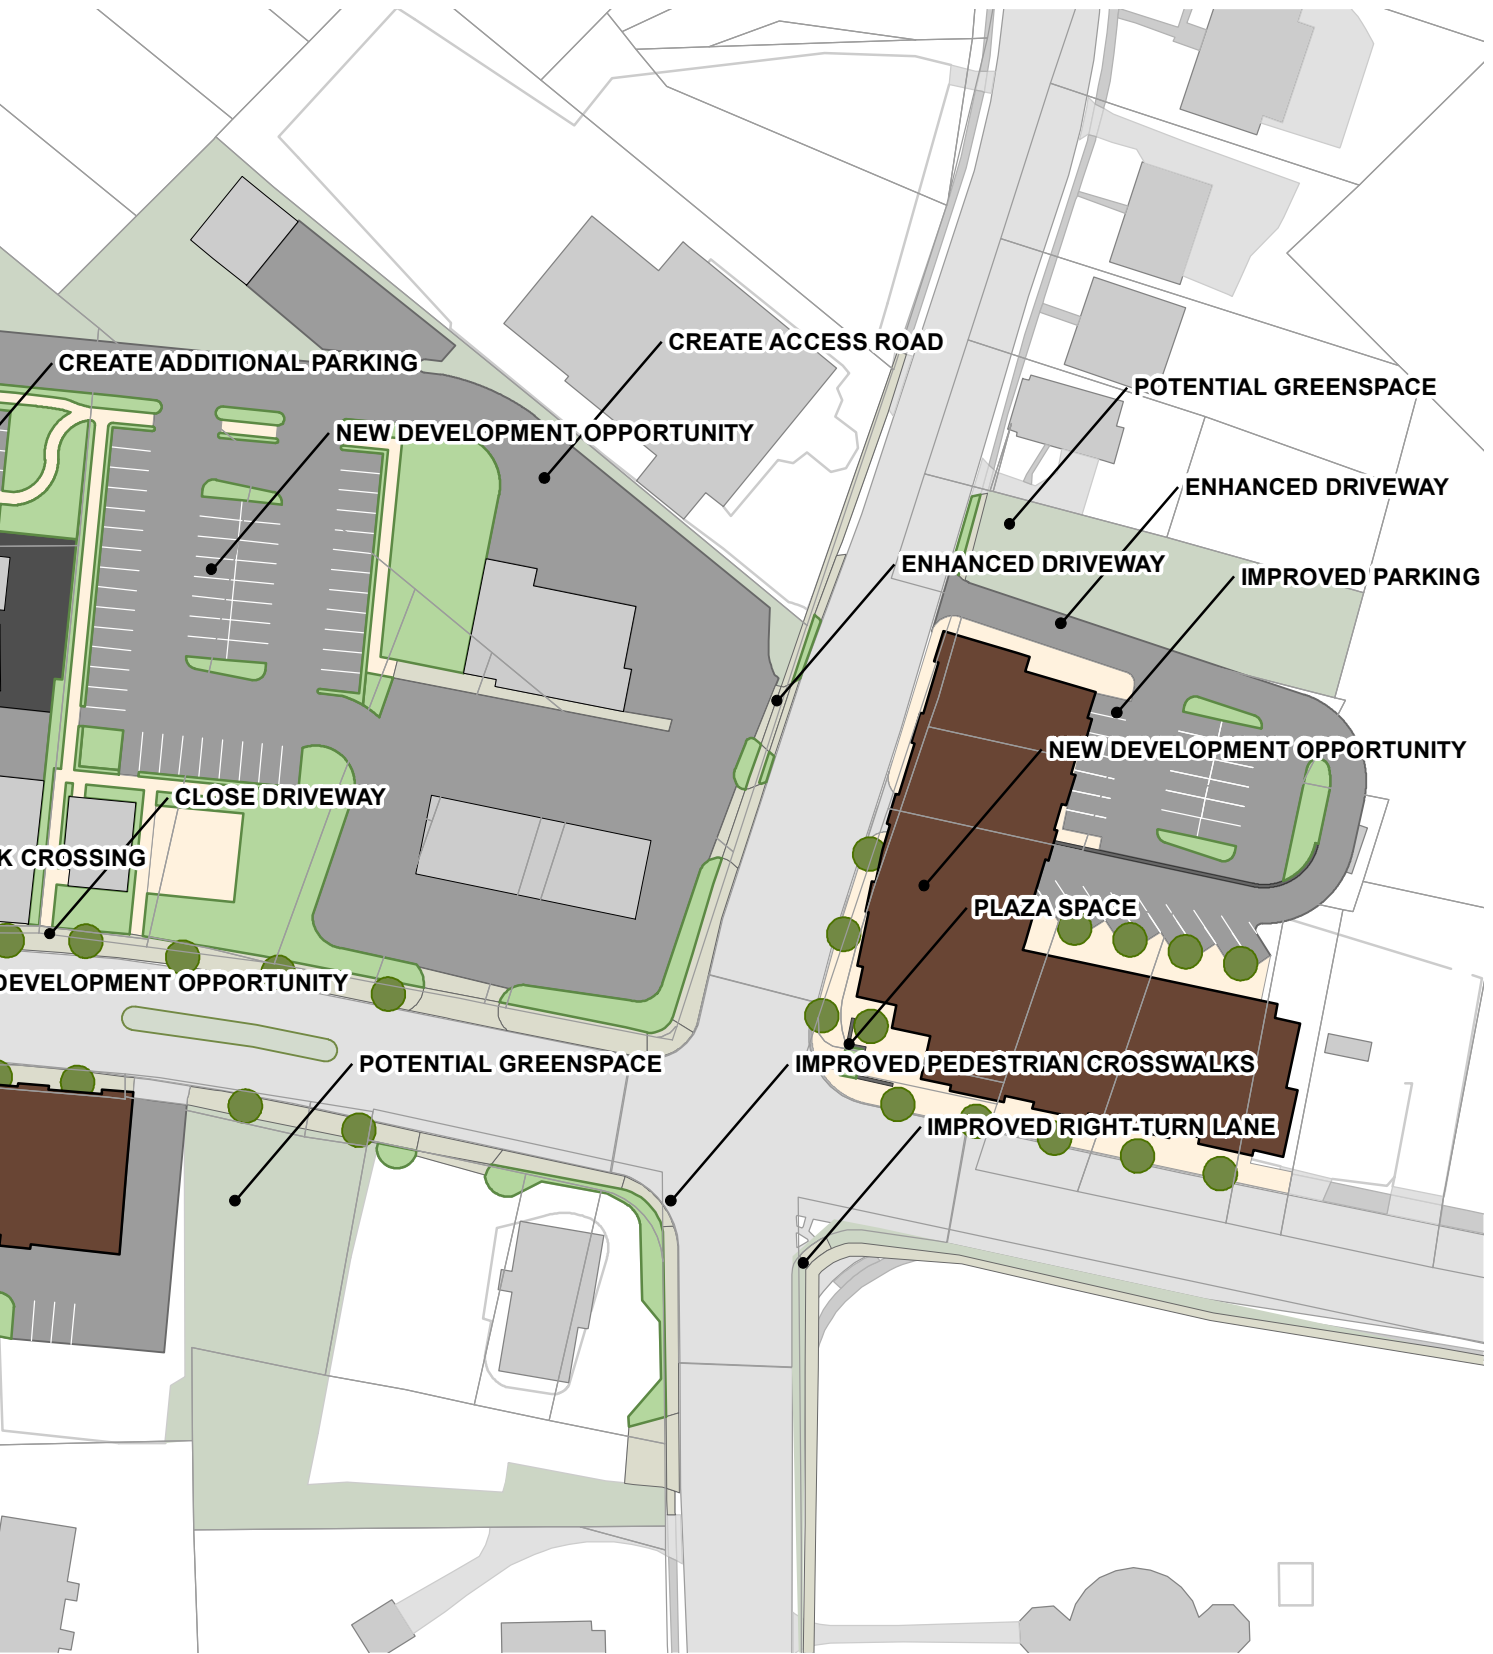 CREATE ACCESS ROAD
CREATE ADDITIONAL PARKING
POTENTIAL GREENSPACE
NEW DEVELOPMENT OPPORTUNITY
ENHANCED DRIVEWAY
ENHANCED DRIVEWAY
IMPROVED PARKING
NEW DEVELOPMENT OPPORTUNITY
CLOSE DRIVEWAY
K CROSSING
PLAZA SPACE
DEVELOPMENT OPPORTUNITY
POTENTIAL GREENSPACE
IMPROVED PEDESTRIAN CROSSWALKS
IMPROVED RIGHT-TURN LANE